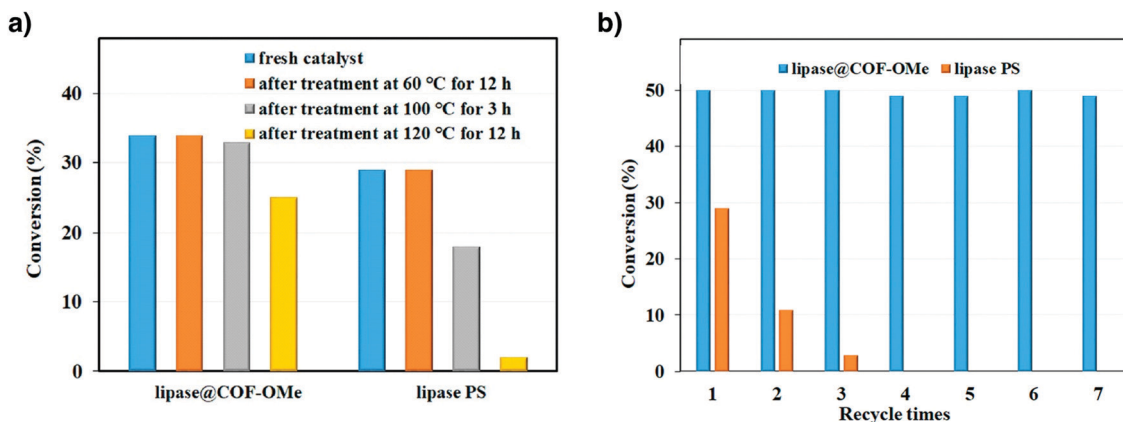 a)
fresh catalyst
after treatment at 60 °C for 12 h
after treatment at 100 °C for 3 h
after treatment at 120 °C for 12 h
Conversion (%)
40
30
20
10
0
lipase@COF-OMe
lipase PS
b)
lipase@COF-OMe
lipase PS
Conversion (%)
50
40
30
20
10
0
1 2 3 4 5 6 7
Recycle times